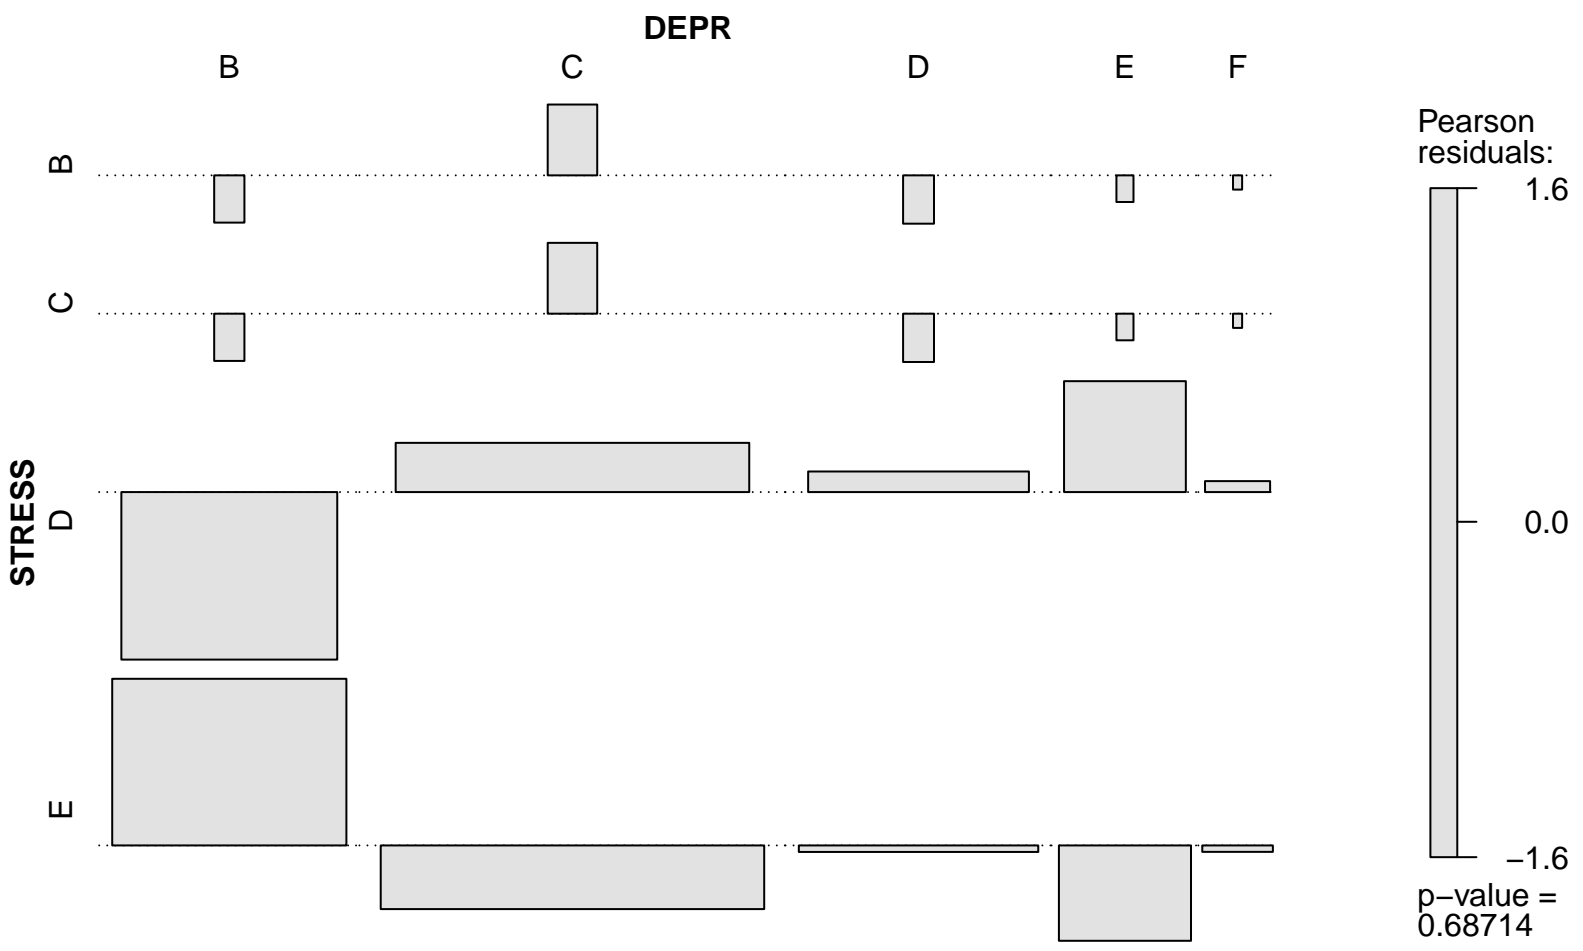 DEPR
B C D E F
STRESS
B
C
D
E
Pearson
residuals:
1.6
0.0
−1.6
p−value =
0.68714